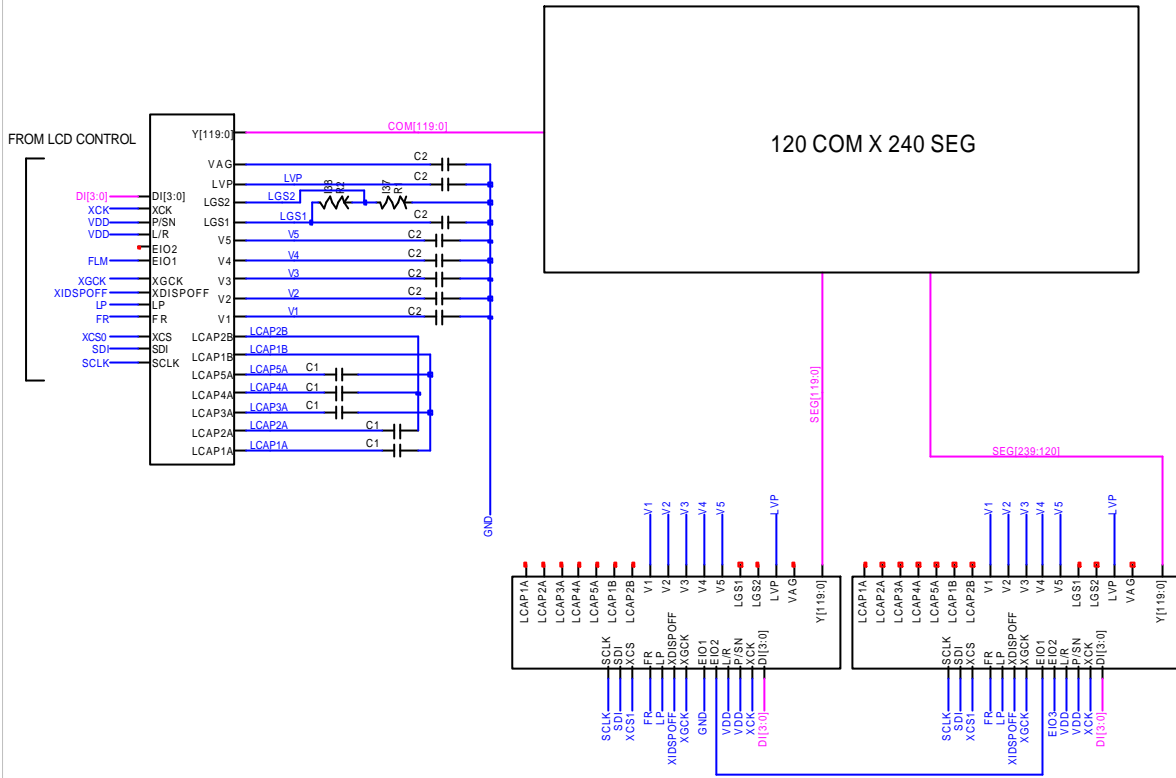 FROM LCD CONTROL
DI[3:0]
XCK
VDD
VDD
FLM
XGCK
XIDSPOFF
LP
FR
XCS0
SDI
SCLK
DI[3:0]
XCK
P/SN
L/R
EIO2
EIO1
XGCK
XDISPOFF
LP
FR
XCS
SDI
SCLK
Y[119:0]
VAG
LVP
LGS2
LGS1
V5
V4
V3
V2
V1
LCAP2B
LCAP1B
LCAP5A
LCAP4A
LCAP3A
LCAP2A
LCAP1A
COM[119:0]
C2
LVP C2
LGS2 I38 R2 I37 R1
LGS1 C2
V5 C2
V4 C2
V3 C2
V2 C2
V1 C2
LCAP2B
LCAP1B
LCAP5A C1
LCAP4A C1
LCAP3A C1
LCAP2A C1
LCAP1A C1
GND
120 COM X 240 SEG
SEG[119:0]
SEG[239:120]
V1 V2 V3 V4 V5 LVP
LCAP1A LCAP2A LCAP3A LCAP4A LCAP5A LCAP1B LCAP2B V1 V2 V3 V4 V5 LGS1 LGS2 LVP VAG Y[119:0]
SCLK SDI XCS FR LP XDISPOFF XGCK EIO1 EIO2 L/R P/SN XCK DI[3:0]
SCLK SDI XCS1 FR LP XIDSPOFF XGCK GND VDD VDD XCK DI[3:0]
V1 V2 V3 V4 V5 LVP
LCAP1A LCAP2A LCAP3A LCAP4A LCAP5A LCAP1B LCAP2B V1 V2 V3 V4 V5 LGS1 LGS2 LVP VAG Y[119:0]
SCLK SDI XCS FR LP XDISPOFF XGCK EIO1 EIO2 L/R P/SN XCK DI[3:0]
SCLK SDI XCS1 FR LP XIDSPOFF XGCK EIO3 VDD VDD XCK DI[3:0]